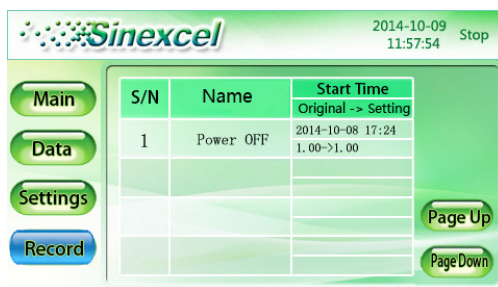 Sinexcel
2014-10-09
11:57:54
Stop
Main
Data
Settings
Record
S/N Name Start Time
Original -> Setting
1 Power OFF 2014-10-08 17:24
1.00->1.00
Page Up
Page Down